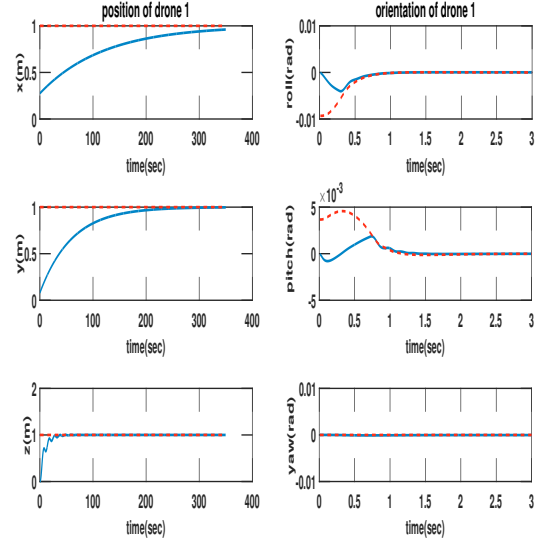 position of drone 1
x(m)
1
0.5
0
0 100 200 300 400
time(sec)
orientation of drone 1
roll(rad)
0.01
0
-0.01
0 0.5 1 1.5 2 2.5 3
time(sec)
y(m)
1
0.5
0
0 100 200 300 400
time(sec)
×10⁻³
pitch(rad)
5
0
-5
0 0.5 1 1.5 2 2.5 3
time(sec)
z(m)
2
1
0
0 100 200 300 400
time(sec)
yaw(rad)
0.01
0
-0.01
0 0.5 1 1.5 2 2.5 3
time(sec)